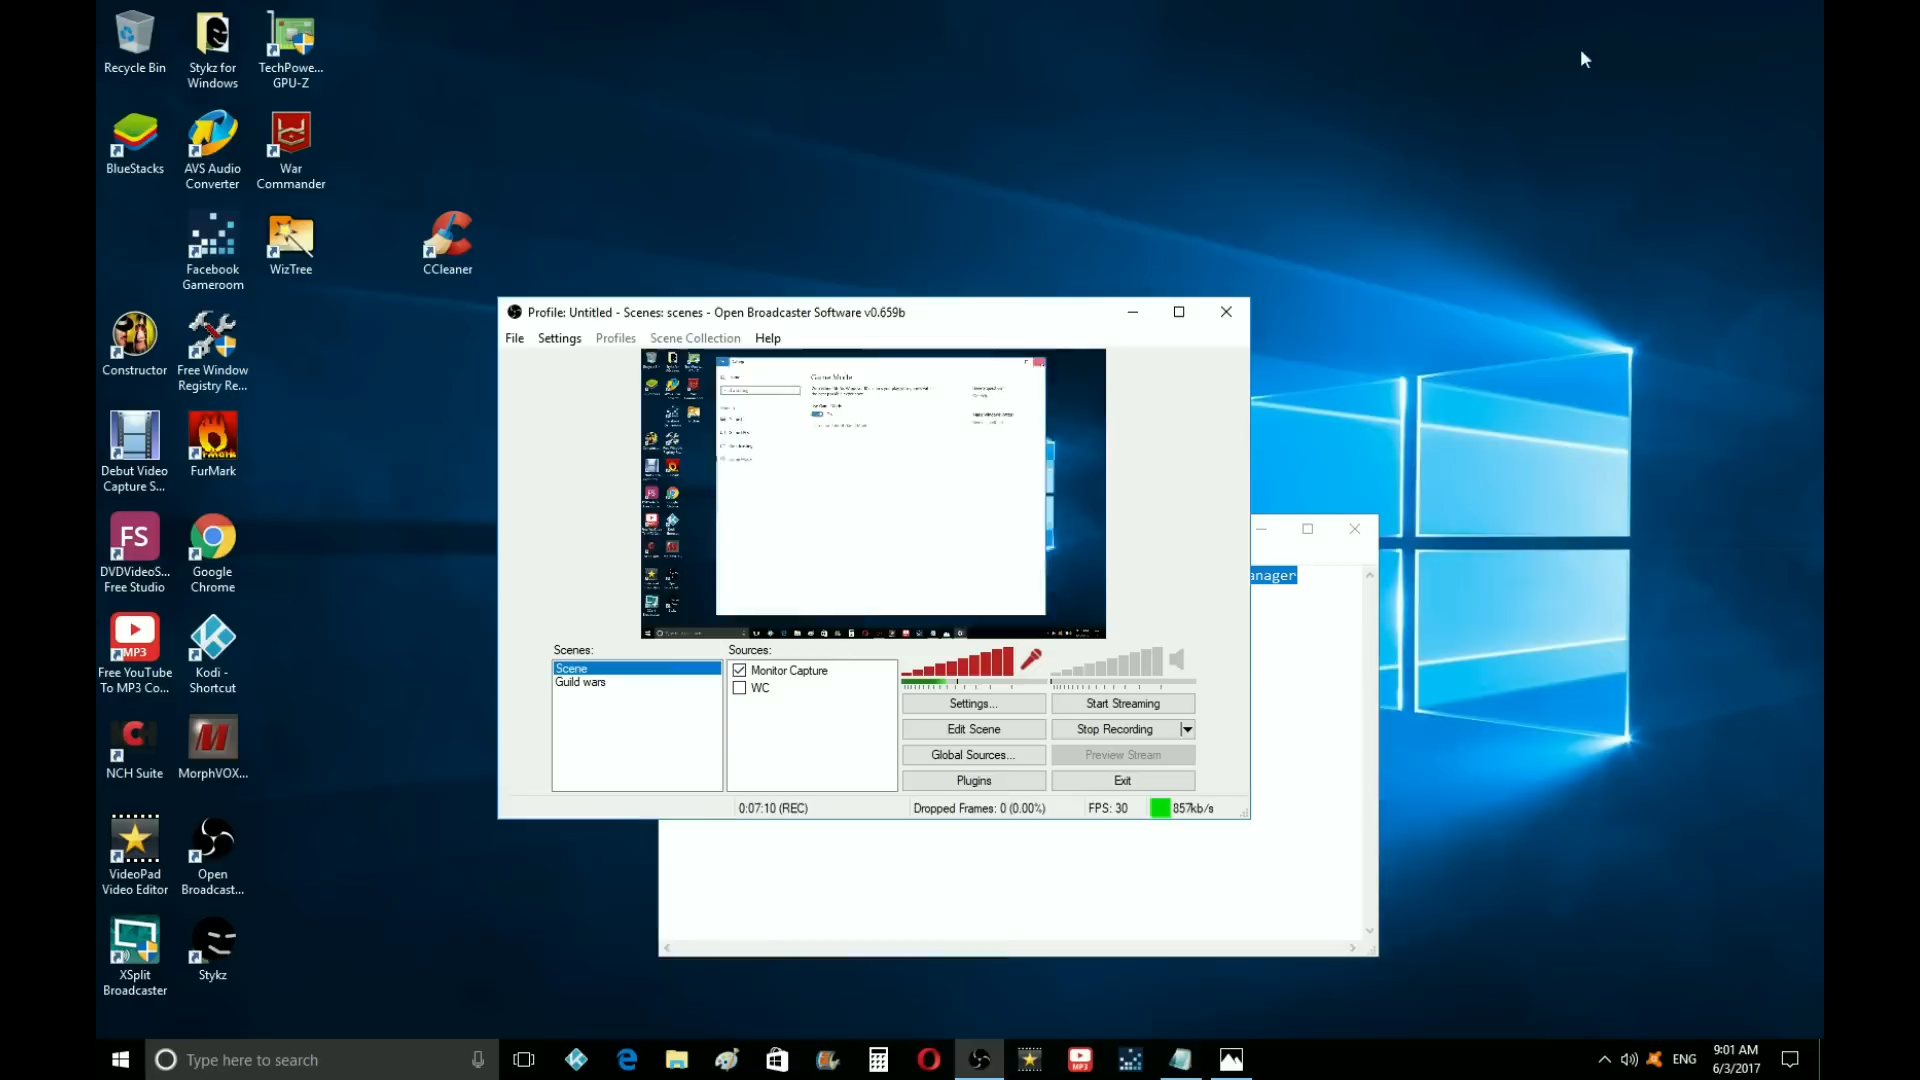 Recycle Bin
Stykz for
Windows
TechPowe...
GPU-Z
BlueStacks
AVS Audio
Converter
War
Commander
Facebook
Gameroom
WizTree
CCleaner
Constructor
Free Window
Registry Re...
Debut Video
Capture S...
FurMark
FS
DVDVideoS...
Free Studio
Google
Chrome
MP3
Free YouTube
To MP3 Co...
Kodi -
Shortcut
NCH Suite
MorphVOX...
VideoPad
Video Editor
Open
Broadcast...
XSplit
Broadcaster
Stykz
Profile: Untitled - Scenes: scenes - Open Broadcaster Software v0.659b
File Settings Profiles Scene Collection Help
Game Mode
Scenes:
Scene
Guild wars
Sources:
Monitor Capture
WC
Settings...
Start Streaming
Edit Scene
Stop Recording
Global Sources...
Preview Stream
Plugins
Exit
0:07:10 (REC)
Dropped Frames: 0 (0.00%)
FPS: 30
857kb/s
anager
Type here to search
MP3
ENG
9:01 AM
6/3/2017